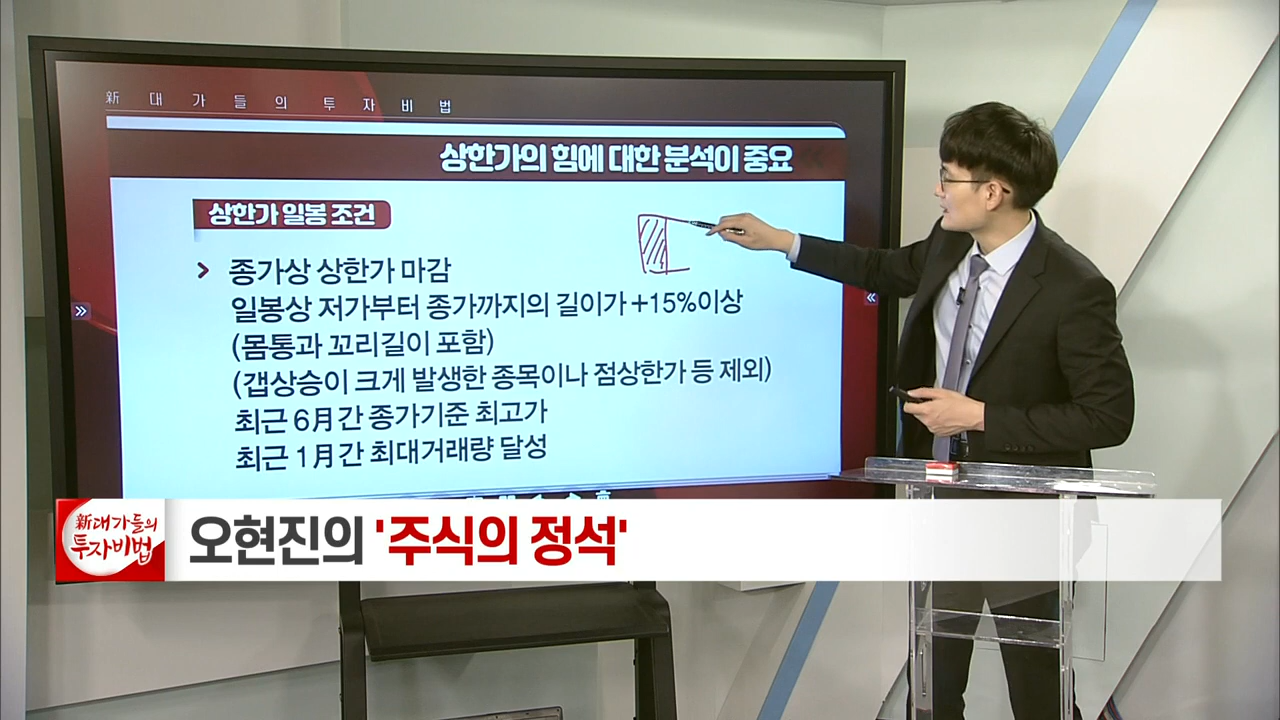 新 대 가 들 의 투 자 비 법
상한가의 힘에 대한 분석이 중요
상한가 일봉 조건
> 종가상 상한가 마감
일봉상 저가부터 종가까지의 길이가 +15%이상
(몸통과 꼬리길이 포함)
(갭상승이 크게 발생한 종목이나 점상한가 등 제외)
최근 6月간 종가기준 최고가
최근 1月간 최대거래량 달성
新대가들의
투자비법
오현진의 '주식의 정석'